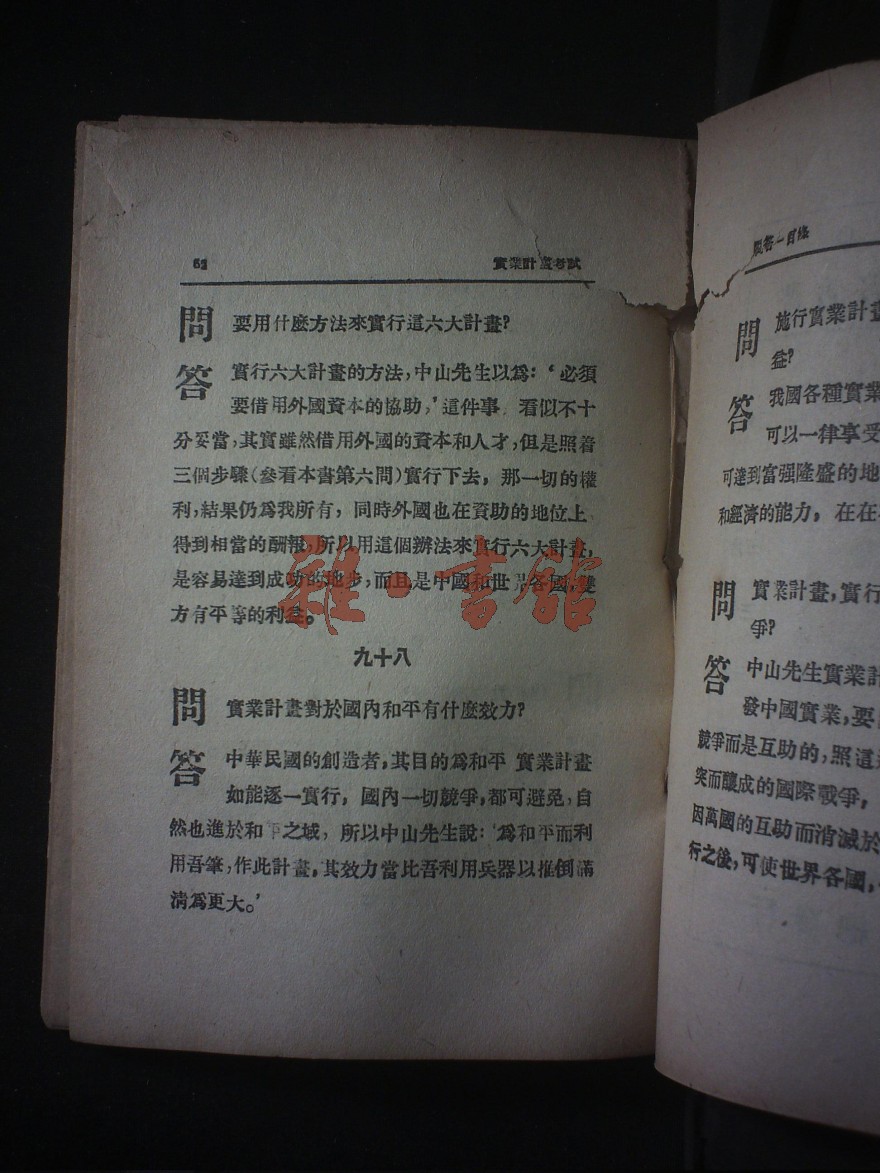 62 實業計畫考試
問 要用什麼方法來實行這六大計畫?
答 實行六大計畫的方法,中山先生以爲:‘必須
要借用外國資本的協助,’這件事 看似不十
分妥當,其實雖然借用外國的資本和人才,但是照着
三個步驟(參看本書第六問)實行下去,那一切的權
利,結果仍爲我所有,同時外國也在資助的地位上
得到相當的酬報,所以用這個辦法來實行六大計畫,
是容易達到成功的地步,而且是中國和世 各國,雙
方有平等的利益。
九十八
問 實業計畫對於國內和平有什麼效力?
答 中華民國的創造者,其目的爲和平 實業計畫
如能逐一實行,國內一切競爭,都可避免,自
然也進於和 之域,所以中山先生說:‘爲和平而利
用吾筆,作此計畫,其效力當比吾利用兵器以推倒滿
淸爲更大。’
問答一百條
問 施行實業計畫
益?
答 我國各種實業
可以一律享受
可達到富强隆盛的地
和經濟的能力,在在
問 實業計畫,實行
爭?
答 中山先生實業計
發中國實業,要
競爭而是互助的,照這
突而釀成的國際戰爭,
因萬國的互助而消滅於
行之後,可使世界各國,
雜·書館